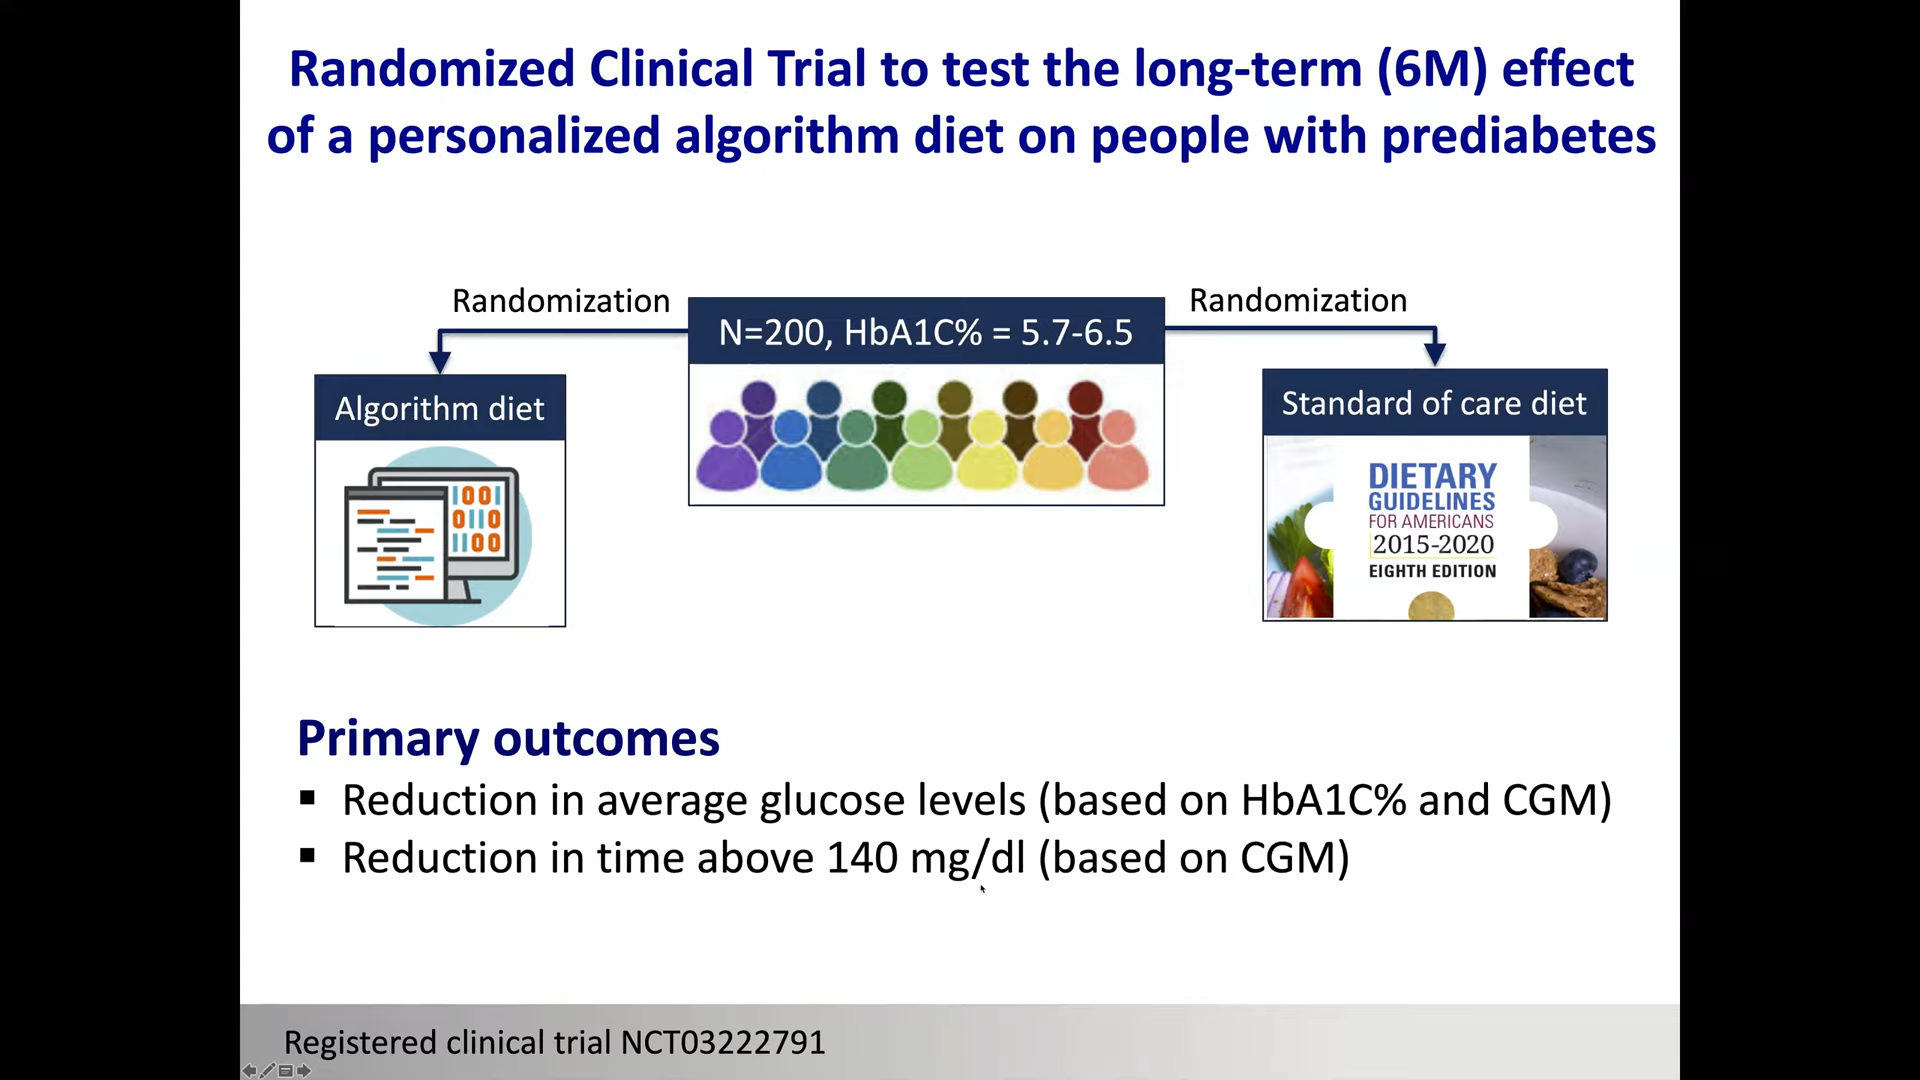 Randomized Clinical Trial to test the long-term (6M) effect
of a personalized algorithm diet on people with prediabetes
Randomization
N=200, HbA1C% = 5.7-6.5
Randomization
Algorithm diet
Standard of care diet
1001
0110
1100
DIETARY
GUIDELINES
FOR AMERICANS
2015-2020
EIGHTH EDITION
Primary outcomes
▪ Reduction in average glucose levels (based on HbA1C% and CGM)
▪ Reduction in time above 140 mg/dl (based on CGM)
Registered clinical trial NCT03222791